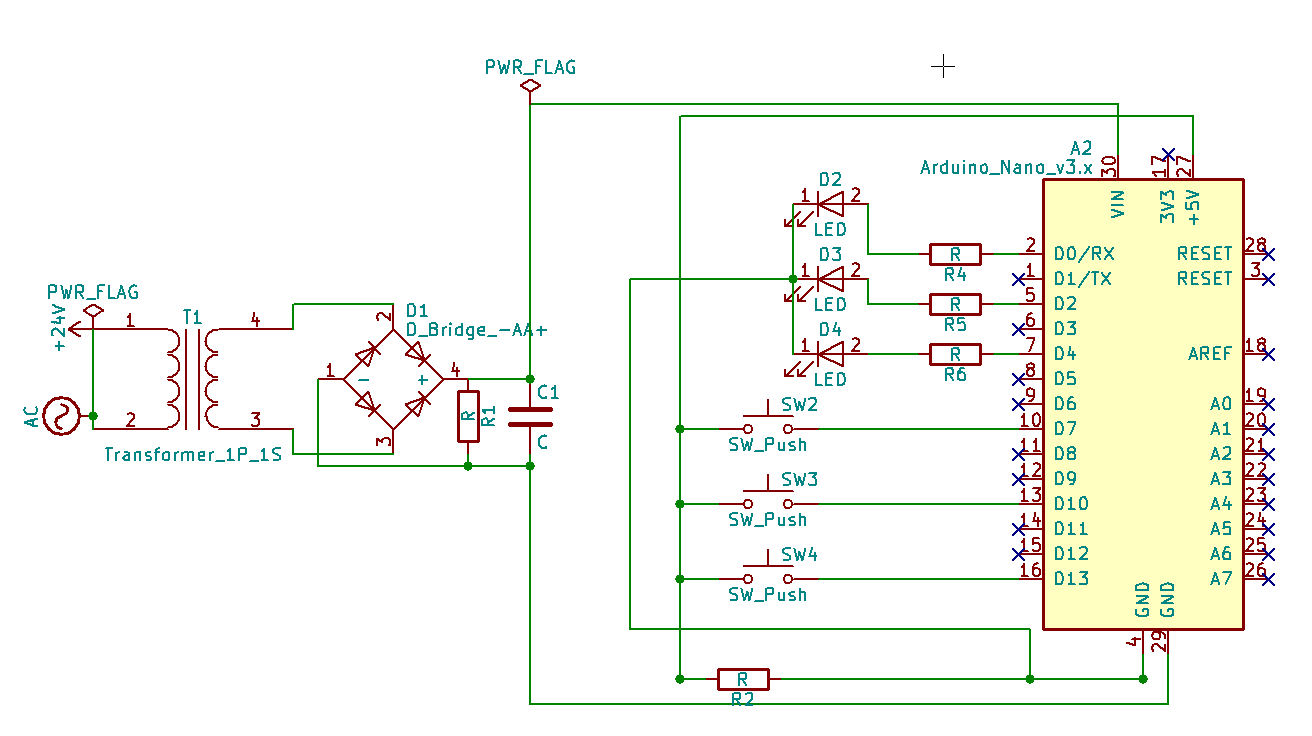 PWR_FLAG
A2
Arduino_Nano_v3.x
30
17
27
VIN
3V3
+5V
D2
1
2
LED
D3
1
2
LED
D4
1
2
LED
R
R4
R
R5
R
R6
2
D0/RX
1
D1/TX
5
D2
6
D3
7
D4
8
D5
9
D6
10
D7
11
D8
12
D9
13
D10
14
D11
15
D12
16
D13
RESET
28
RESET
3
AREF
18
A0
19
A1
20
A2
21
A3
22
A4
23
A5
24
A6
25
A7
26
GND
GND
4
29
PWR_FLAG
+24V
1
T1
4
AC
2
3
Transformer_1P_1S
D1
D_Bridge_-AA+
2
1
-
+
4
3
R
R1
C1
C
SW2
SW_Push
SW3
SW_Push
SW4
SW_Push
R
R2